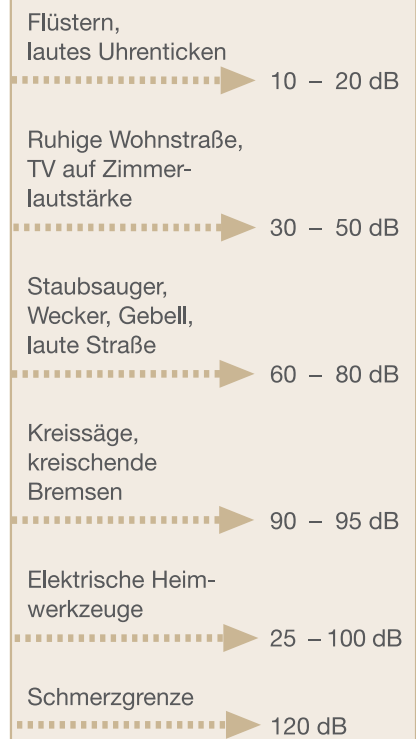 Flüstern,
lautes Uhrenticken
10 – 20 dB
Ruhige Wohnstraße,
TV auf Zimmer-
lautstärke
30 – 50 dB
Staubsauger,
Wecker, Gebell,
laute Straße
60 – 80 dB
Kreissäge,
kreischende
Bremsen
90 – 95 dB
Elektrische Heim-
werkzeuge
25 – 100 dB
Schmerzgrenze
120 dB